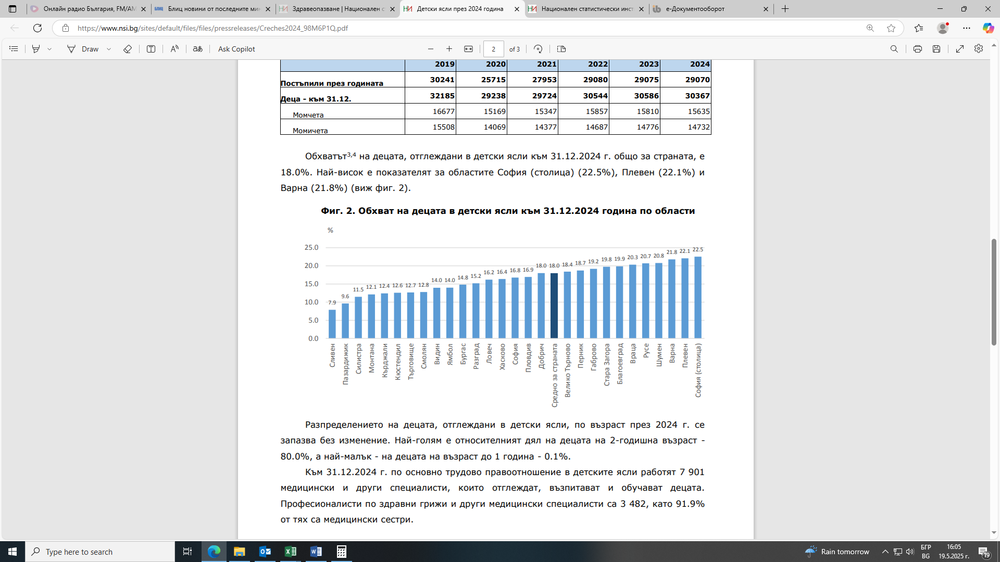 Онлайн радио България, FM/AM
Блиц новини от последните мин
Здравеопазване | Национален с
Детски ясли през 2024 година
Национален статистически инст
е-Документооборот
https://www.nsi.bg/sites/default/files/files/pressreleases/Creches2024_98M6P1Q.pdf
Draw
Ask Copilot
2 of 3
2019 2020 2021 2022 2023 2024
Постъпили през годината 30241 25715 27953 29080 29075 29070
Деца - към 31.12. 32185 29238 29724 30544 30586 30367
Момчета 16677 15169 15347 15857 15810 15635
Момичета 15508 14069 14377 14687 14776 14732
Обхватът3,4 на децата, отглеждани в детски ясли към 31.12.2024 г. общо за страната, е
18.0%. Най-висок е показателят за областите София (столица) (22.5%), Плевен (22.1%) и
Варна (21.8%) (виж фиг. 2).
Фиг. 2. Обхват на децата в детски ясли към 31.12.2024 година по области
%
25.0
20.0
15.0
10.0
5.0
0.0
7.9 9.6 11.5 12.1 12.4 12.6 12.7 12.8 14.0 14.0 14.8 15.2 16.2 16.4 16.8 16.9 18.0 18.0 18.4 18.7 19.2 19.8 19.9 20.3 20.7 20.8 21.8 22.1 22.5
Сливен
Пазарджик
Силистра
Монтана
Кърджали
Кюстендил
Търговище
Смолян
Видин
Ямбол
Бургас
Разград
Ловеч
Хасково
София
Пловдив
Добрич
Средно за страната
Велико Търново
Перник
Габрово
Стара Загора
Благоевград
Враца
Русе
Шумен
Варна
Плевен
София (столица)
Разпределението на децата, отглеждани в детски ясли, по възраст през 2024 г. се
запазва без изменение. Най-голям е относителният дял на децата на 2-годишна възраст -
80.0%, а най-малък - на децата на възраст до 1 година - 0.1%.
Към 31.12.2024 г. по основно трудово правоотношение в детските ясли работят 7 901
медицински и други специалисти, които отглеждат, възпитават и обучават децата.
Професионалисти по здравни грижи и други медицински специалисти са 3 482, като 91.9%
от тях са медицински сестри.
Type here to search
Rain tomorrow
БГР
BG
16:05
19.5.2025 г.
19